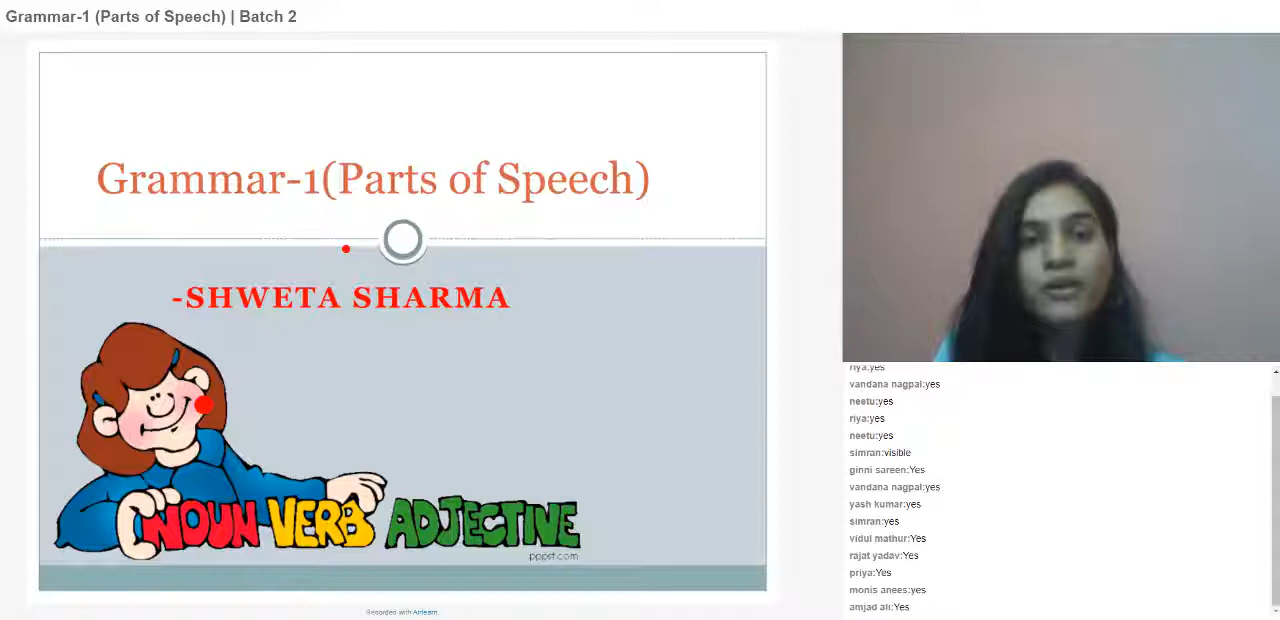 Grammar-1 (Parts of Speech) | Batch 2
Grammar-1(Parts of Speech)
-SHWETA SHARMA
NOUN VERB ADJECTIVE
pppst.com
Recorded with Airlearn.
riya:yes
vandana nagpal:yes
neetu:yes
riya:yes
neetu:yes
simran:visible
ginni sareen:Yes
vandana nagpal:yes
yash kumar:yes
simran:yes
vidul mathur:Yes
rajat yadav:Yes
priya:Yes
monis anees:yes
amjad ali:Yes